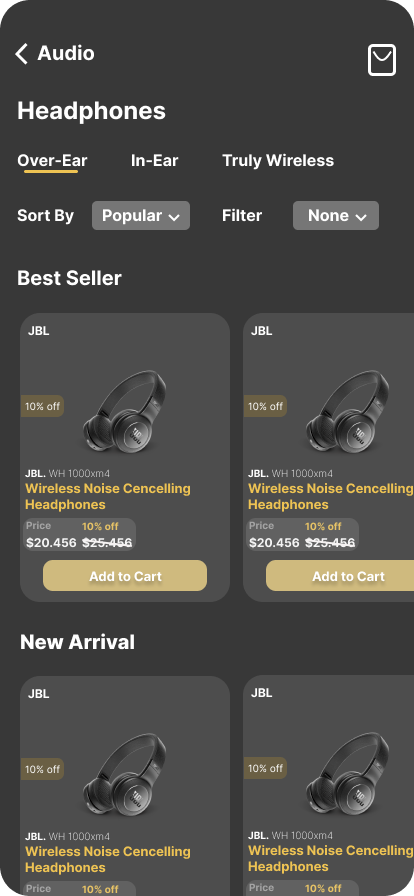 Audio
Headphones
Over-Ear In-Ear Truly Wireless
Sort By Popular Filter None
Best Seller
JBL
10% off
JBL. WH 1000xm4
Wireless Noise Cencelling
Headphones
Price 10% off
$20.456 $25.456
Add to Cart
JBL
10% off
JBL. WH 1000xm4
Wireless Noise Cencelling
Headphones
Price 10% off
$20.456 $25.456
Add to Cart
New Arrival
JBL
10% off
JBL. WH 1000xm4
Wireless Noise Cencelling
Headphones
Price 10% off
JBL
10% off
JBL. WH 1000xm4
Wireless Noise Cencelling
Headphones
Price 10% off